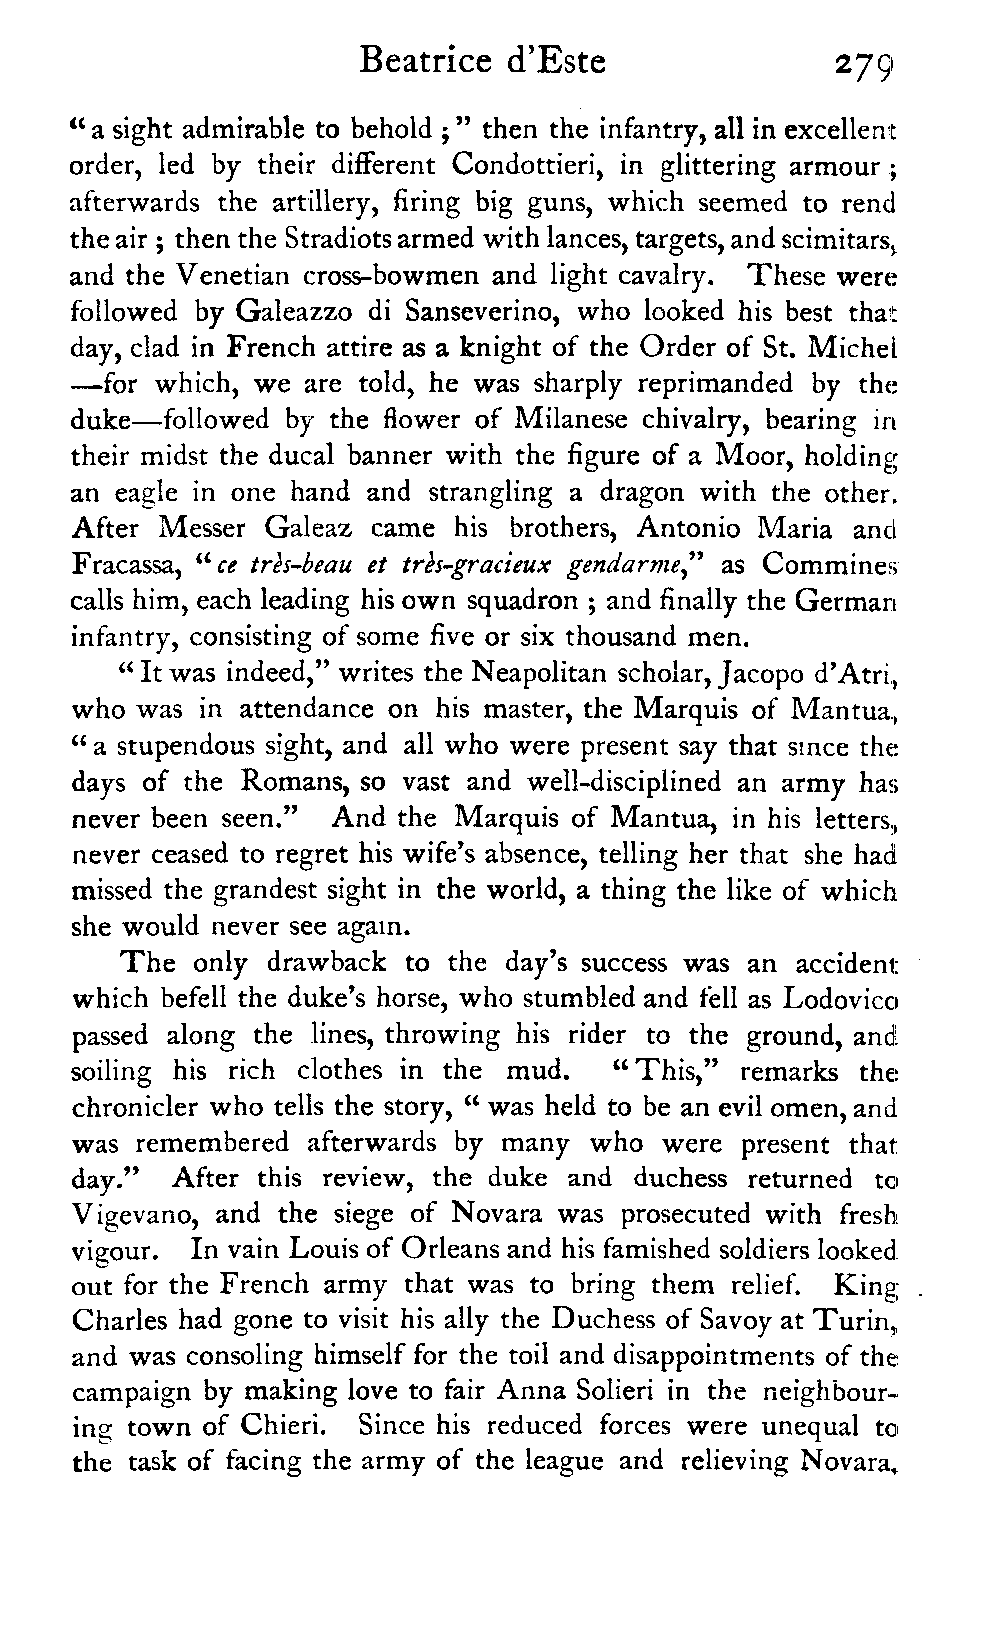 Beatrice d'Este 279
“a sight admirable to behold ;” then the infantry, all in excellent
order, led by their different Condottieri, in glittering armour ;
afterwards the artillery, firing big guns, which seemed to rend
the air ; then the Stradiots armed with lances, targets, and scimitars,
and the Venetian cross-bowmen and light cavalry. These were
followed by Galeazzo di Sanseverino, who looked his best that
day, clad in French attire as a knight of the Order of St. Michel
—for which, we are told, he was sharply reprimanded by the
duke—followed by the flower of Milanese chivalry, bearing in
their midst the ducal banner with the figure of a Moor, holding
an eagle in one hand and strangling a dragon with the other.
After Messer Galeaz came his brothers, Antonio Maria and
Fracassa, “ce très-beau et très-gracieux gendarme,” as Commines
calls him, each leading his own squadron ; and finally the German
infantry, consisting of some five or six thousand men.
“It was indeed,” writes the Neapolitan scholar, Jacopo d'Atri,
who was in attendance on his master, the Marquis of Mantua,
“a stupendous sight, and all who were present say that since the
days of the Romans, so vast and well-disciplined an army has
never been seen.” And the Marquis of Mantua, in his letters,
never ceased to regret his wife's absence, telling her that she had
missed the grandest sight in the world, a thing the like of which
she would never see again.
The only drawback to the day's success was an accident
which befell the duke's horse, who stumbled and fell as Lodovico
passed along the lines, throwing his rider to the ground, and
soiling his rich clothes in the mud. “This,” remarks the
chronicler who tells the story, “was held to be an evil omen, and
was remembered afterwards by many who were present that
day.” After this review, the duke and duchess returned to
Vigevano, and the siege of Novara was prosecuted with fresh
vigour. In vain Louis of Orleans and his famished soldiers looked
out for the French army that was to bring them relief. King
Charles had gone to visit his ally the Duchess of Savoy at Turin,
and was consoling himself for the toil and disappointments of the
campaign by making love to fair Anna Solieri in the neighbour-
ing town of Chieri. Since his reduced forces were unequal to
the task of facing the army of the league and relieving Novara,